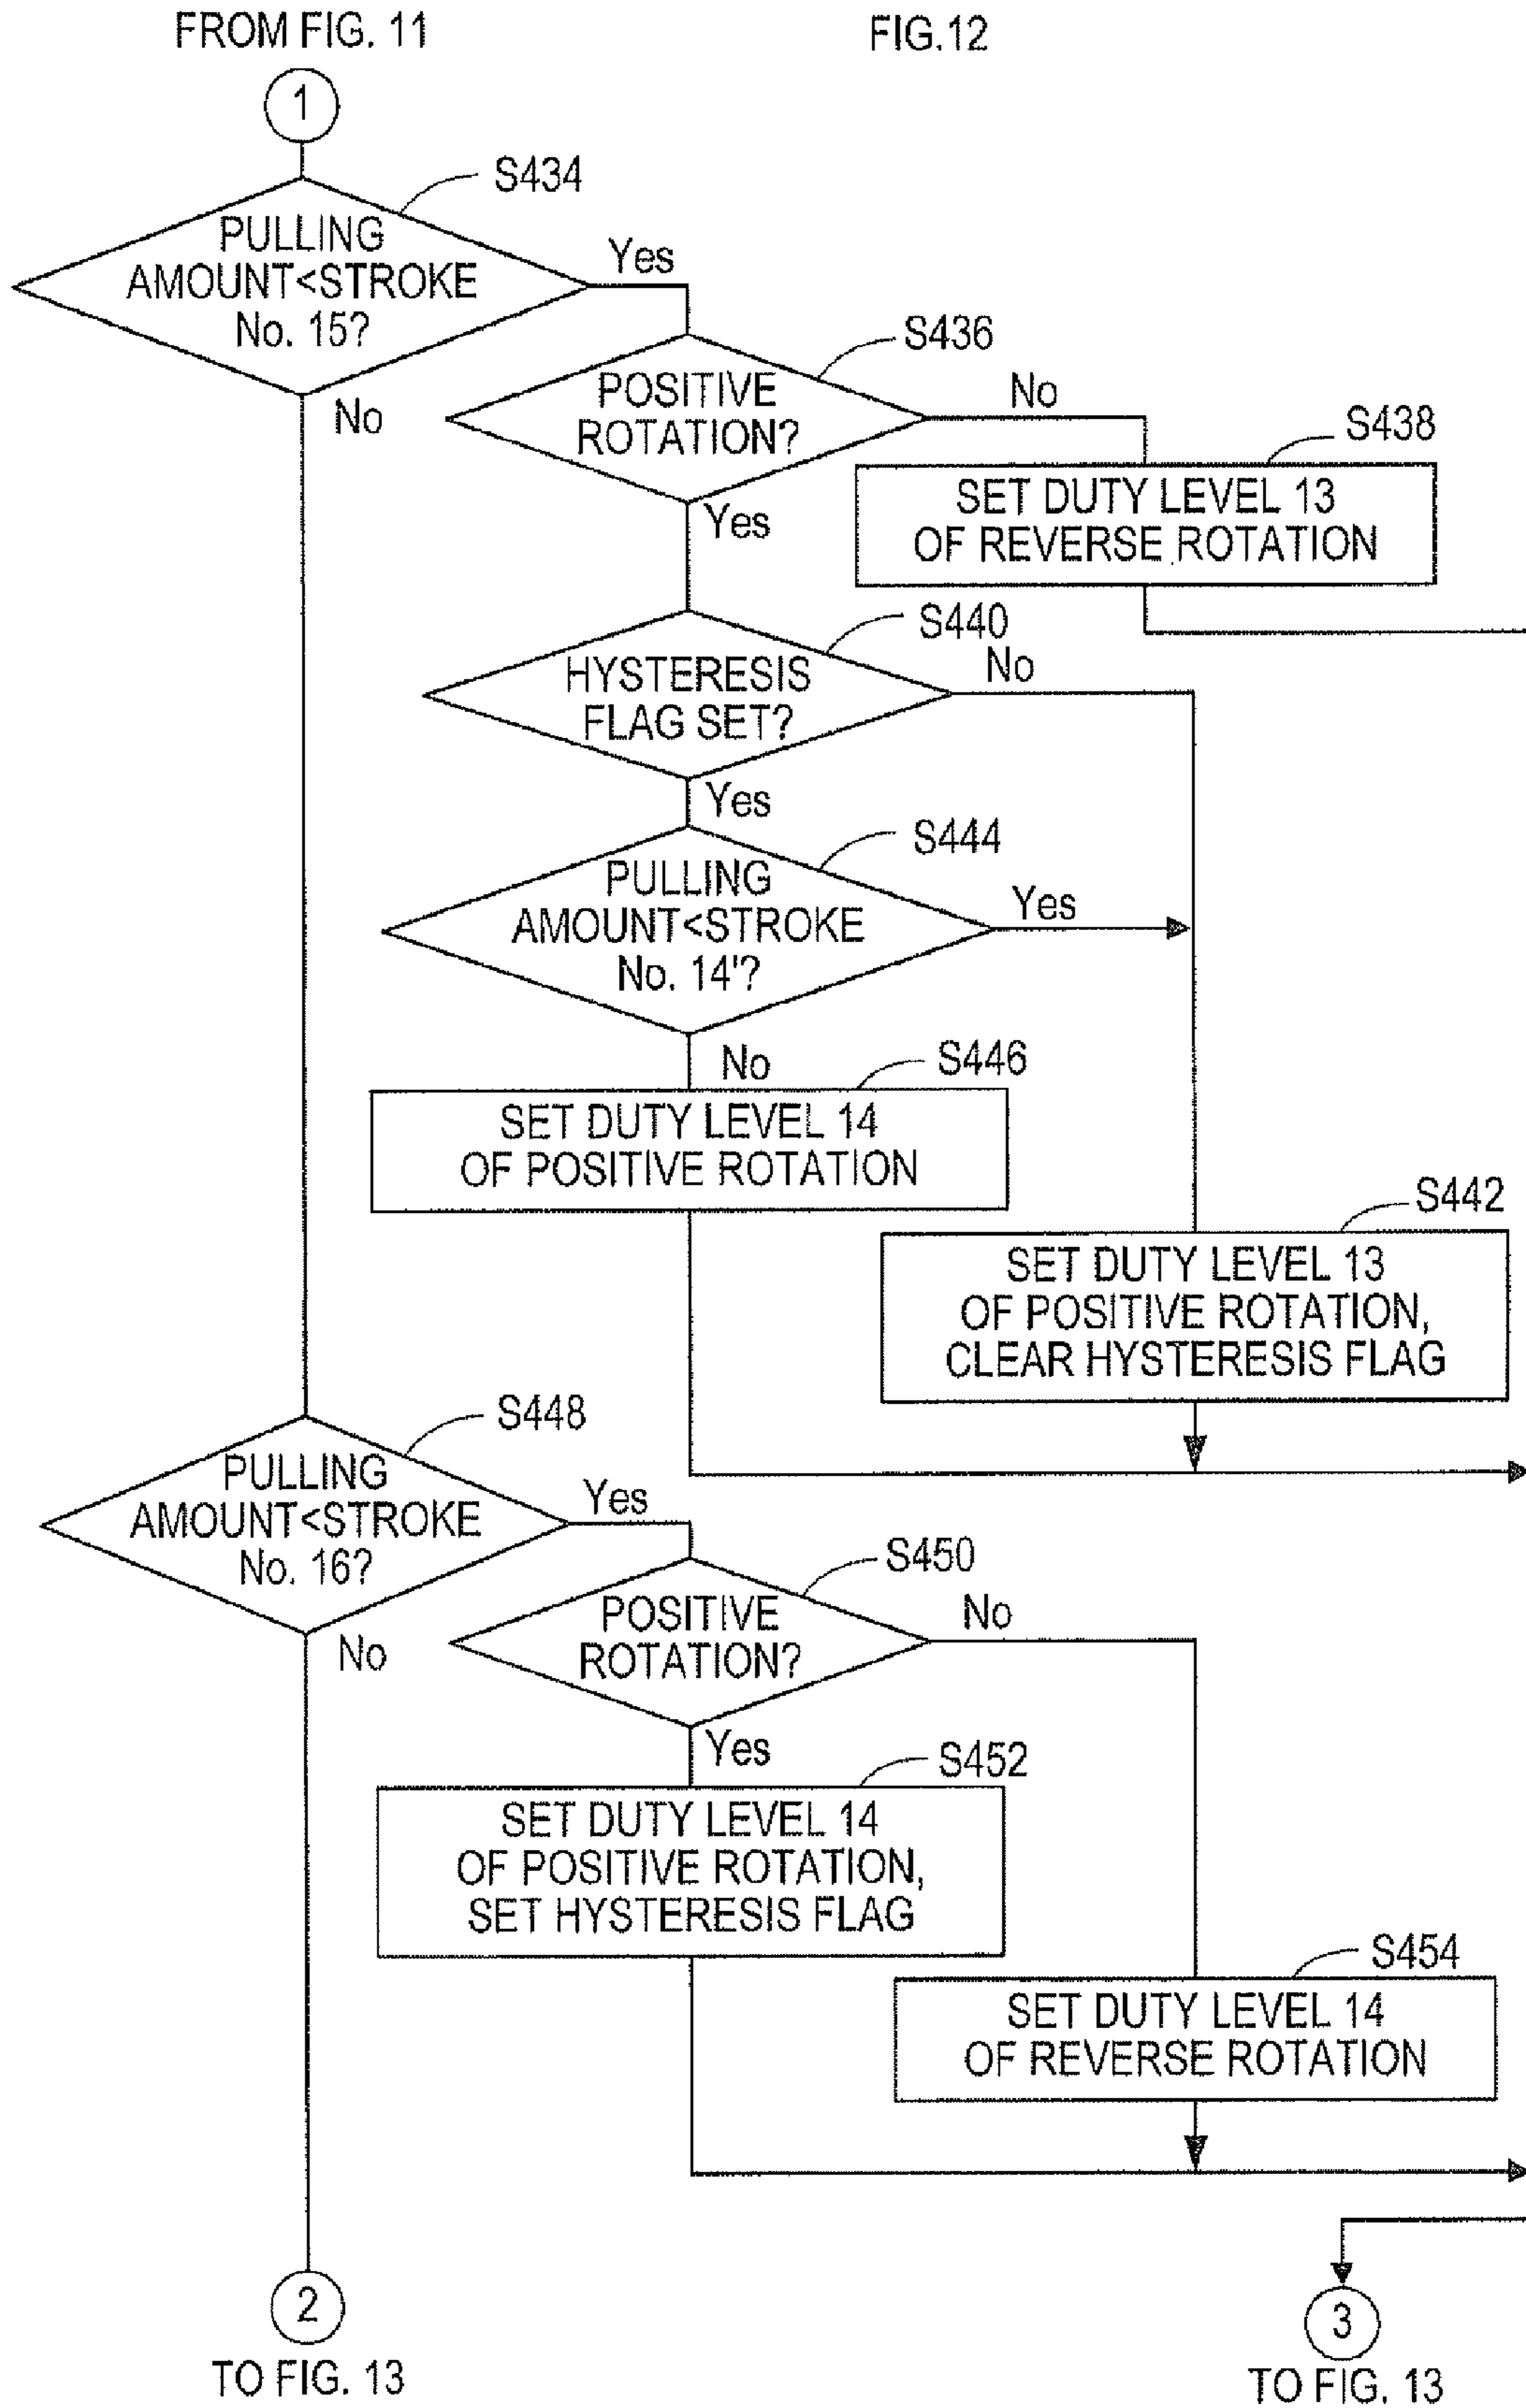 FROM FIG. 11
FIG.12
1
S434
PULLING
AMOUNT<STROKE
No. 15?
Yes
No
S436
POSITIVE
ROTATION?
No
Yes
S438
SET DUTY LEVEL 13
OF REVERSE ROTATION
S440
HYSTERESIS
FLAG SET?
No
Yes
S444
PULLING
AMOUNT<STROKE
No. 14'?
Yes
No
S446
SET DUTY LEVEL 14
OF POSITIVE ROTATION
S442
SET DUTY LEVEL 13
OF POSITIVE ROTATION,
CLEAR HYSTERESIS FLAG
S448
PULLING
AMOUNT<STROKE
No. 16?
Yes
No
S450
POSITIVE
ROTATION?
No
Yes
S452
SET DUTY LEVEL 14
OF POSITIVE ROTATION,
SET HYSTERESIS FLAG
S454
SET DUTY LEVEL 14
OF REVERSE ROTATION
2
TO FIG. 13
3
TO FIG. 13